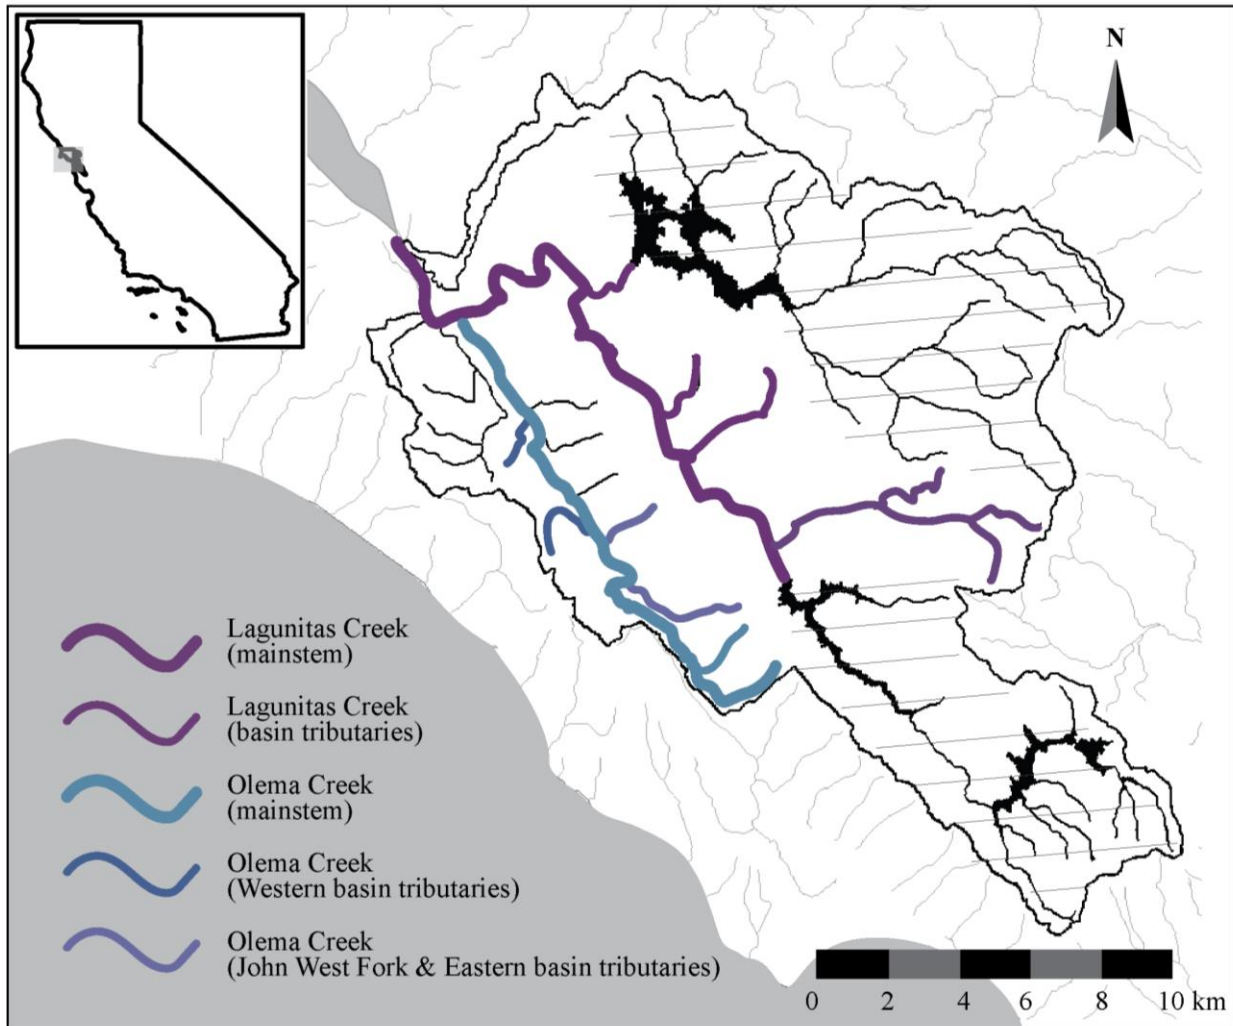 N
Lagunitas Creek
(mainstem)
Lagunitas Creek
(basin tributaries)
Olema Creek
(mainstem)
Olema Creek
(Western basin tributaries)
Olema Creek
(John West Fork & Eastern basin tributaries)
0 2 4 6 8 10 km